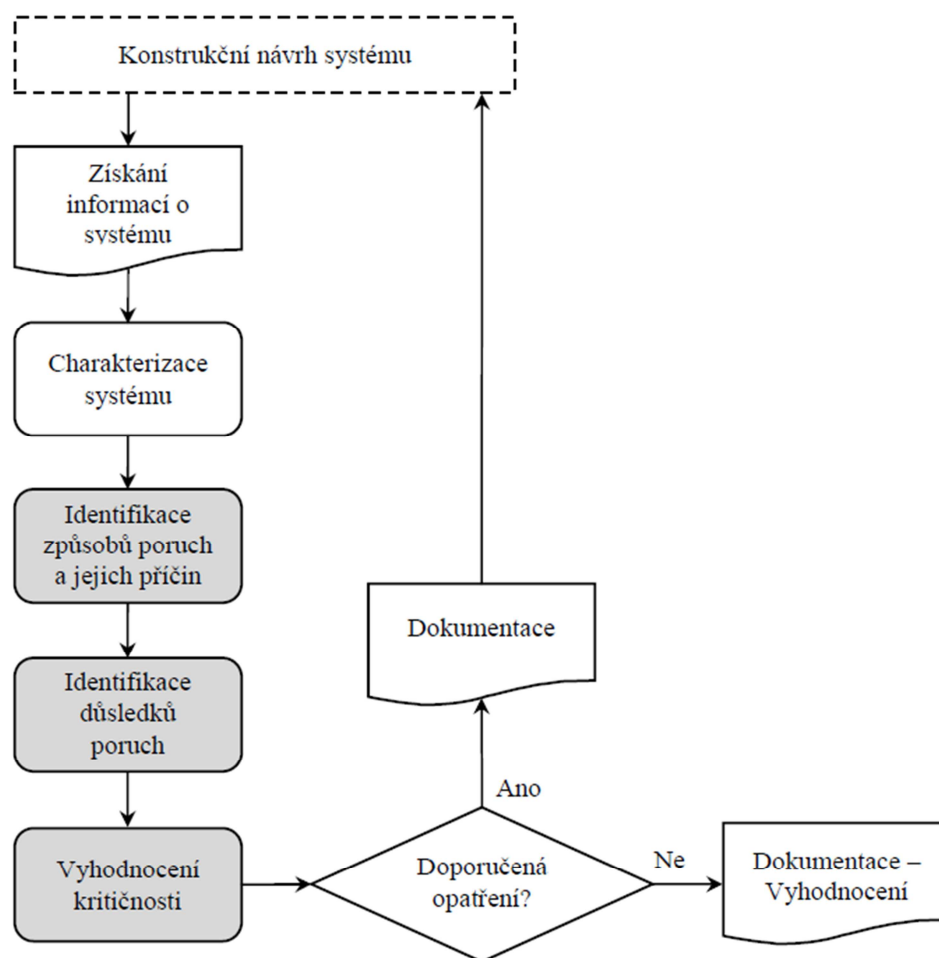 Konstrukční návrh systému
Získání
informací o
systému
Charakterizace
systému
Identifikace
způsobů poruch
a jejich příčin
Dokumentace
Identifikace
důsledků
poruch
Ano
Vyhodnocení
kritičnosti
Doporučená
opatření?
Ne
Dokumentace –
Vyhodnocení